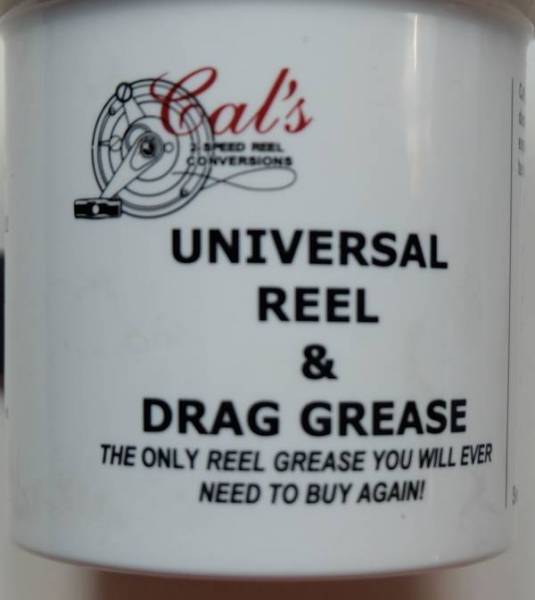 Cal's
2-SPEED REEL
CONVERSIONS
UNIVERSAL
REEL
&
DRAG GREASE
THE ONLY REEL GREASE YOU WILL EVER
NEED TO BUY AGAIN!